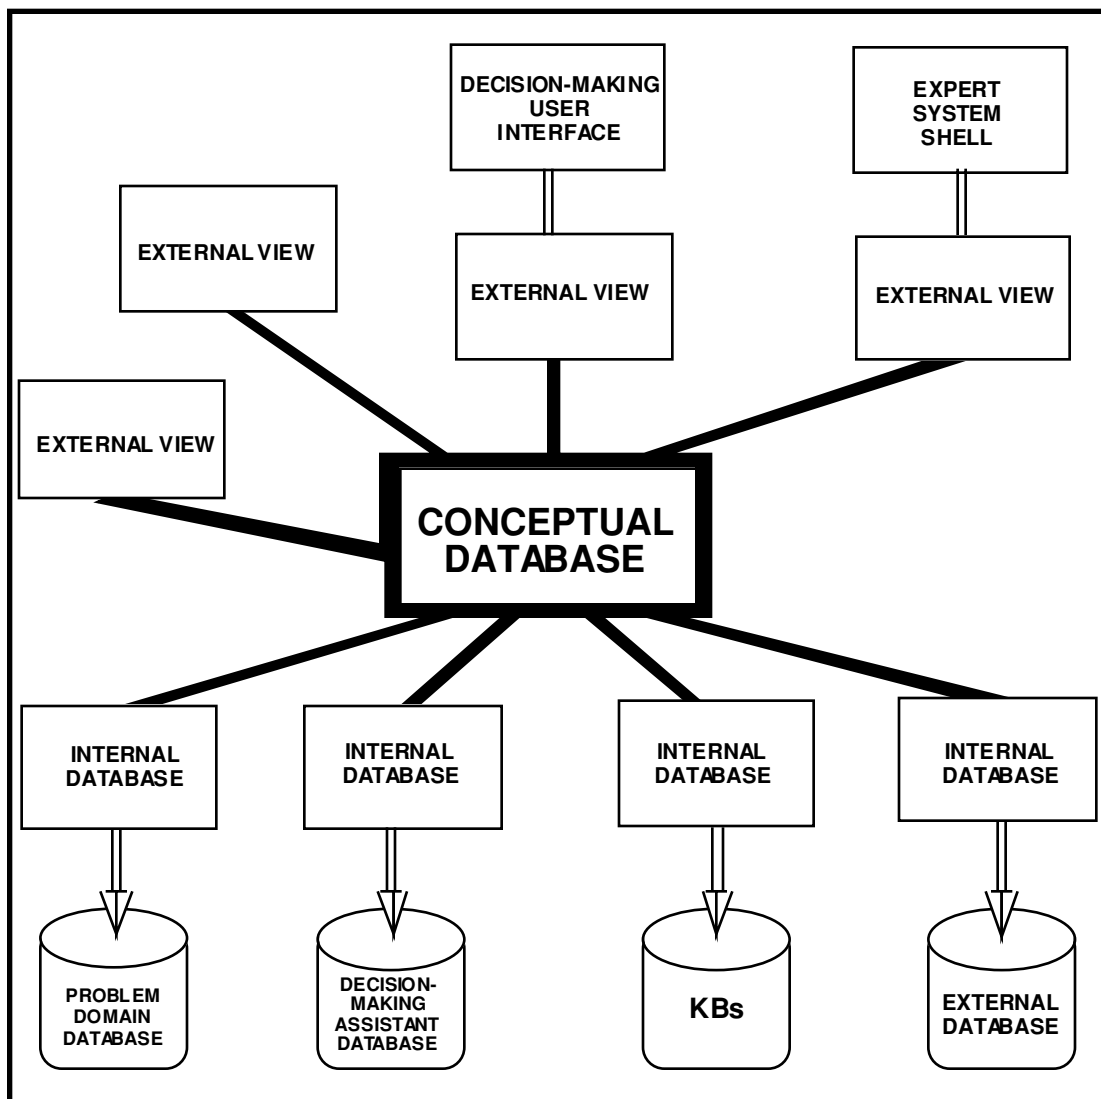 DECISION-MAKING
USER
INTERFACE
EXPERT
SYSTEM
SHELL
EXTERNAL VIEW
EXTERNAL VIEW
EXTERNAL VIEW
EXTERNAL VIEW
CONCEPTUAL
DATABASE
INTERNAL
DATABASE
INTERNAL
DATABASE
INTERNAL
DATABASE
INTERNAL
DATABASE
PROBLEM
DOMAIN
DATABASE
DECISION-
MAKING
ASSISTANT
DATABASE
KBs
EXTERNAL
DATABASE